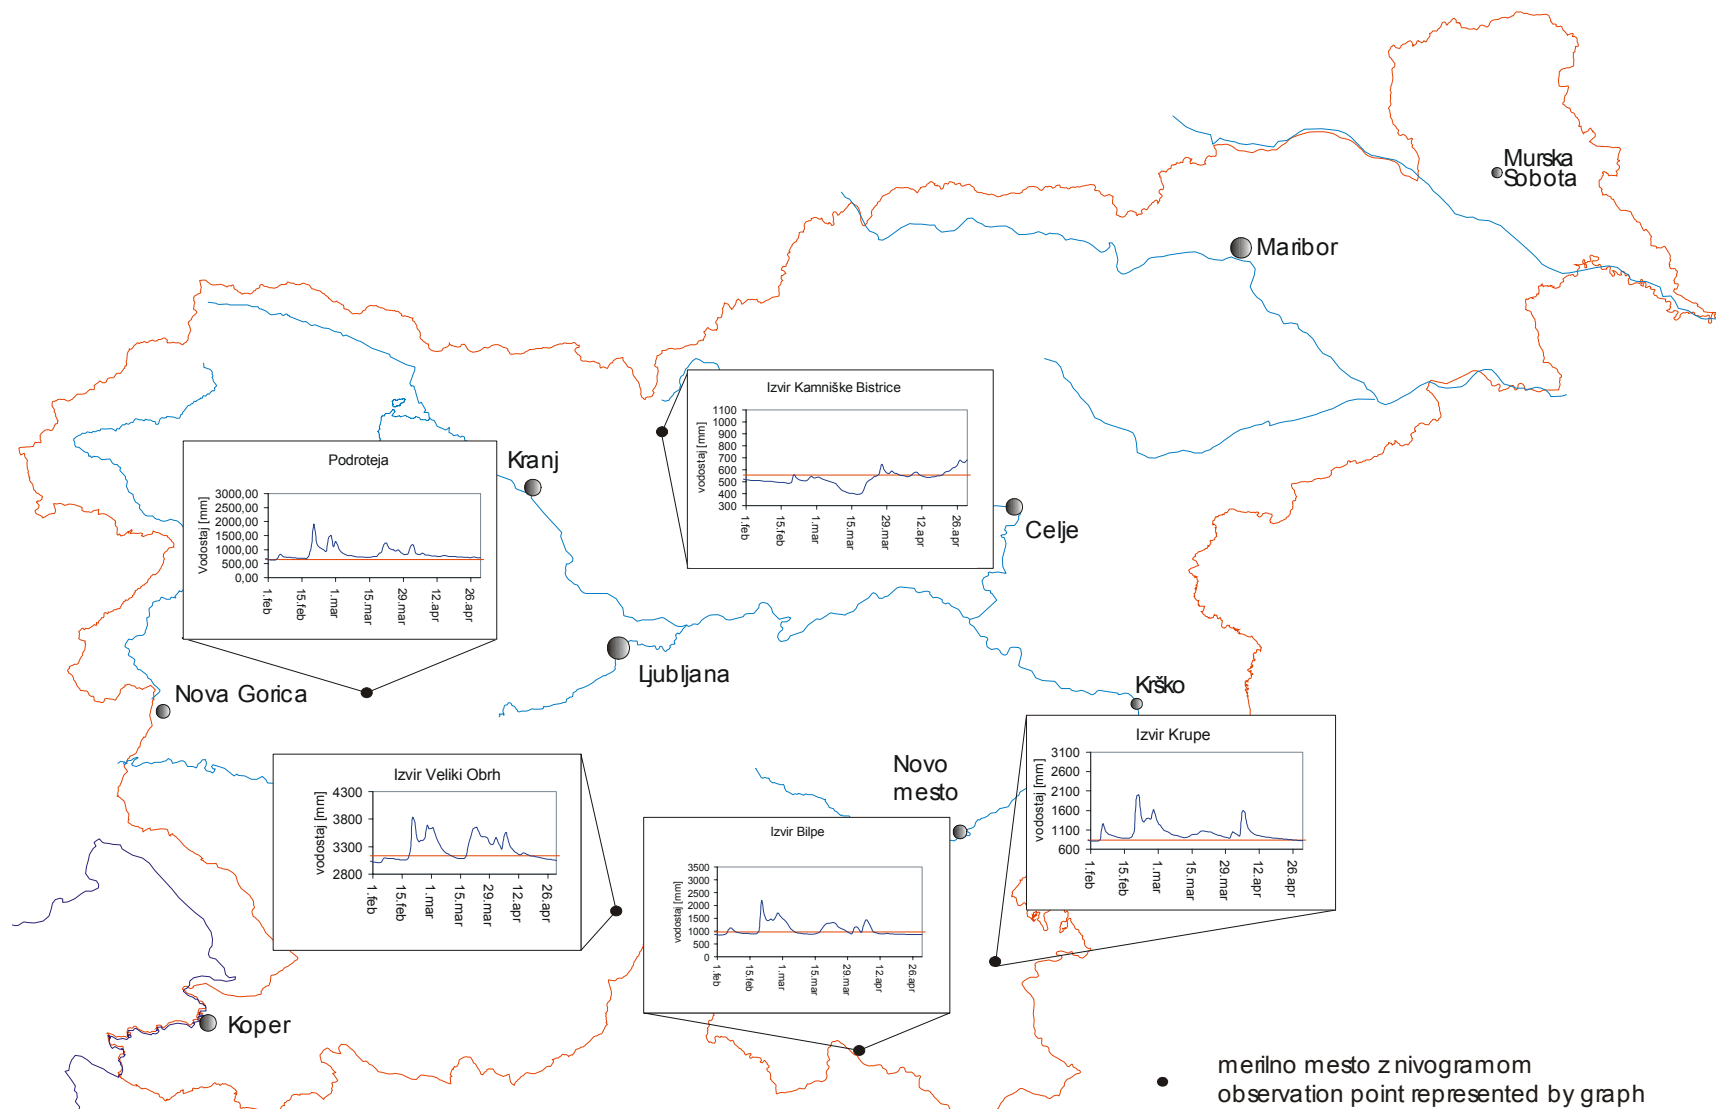 Murska
Sobota
Maribor
Izvir Kamniške Bistrice
vodostaj [mm]
1100
1000
900
800
700
600
500
400
300
1.feb
15.feb
1.mar
15.mar
29.mar
12.apr
26.apr
Podroteja
Vodostaj [mm]
3000,00
2500,00
2000,00
1500,00
1000,00
500,00
0,00
1.feb
15.feb
1.mar
15.mar
29.mar
12.apr
26.apr
Kranj
Celje
Ljubljana
Nova Gorica
Krško
Izvir Krupe
vodostaj [mm]
3100
2600
2100
1600
1100
600
1.feb
15.feb
1.mar
15.mar
29.mar
12.apr
26.apr
Izvir Veliki Obrh
vodostaj [mm]
4300
3800
3300
2800
1.feb
15.feb
1.mar
15.mar
29.mar
12.apr
26.apr
Novo
mesto
Izvir Bilpe
vodostaj [mm]
3500
3000
2500
2000
1500
1000
500
0
1.feb
15.feb
1.mar
15.mar
29.mar
12.apr
26.apr
Koper
merilno mesto z nivogramom
observation point represented by graph